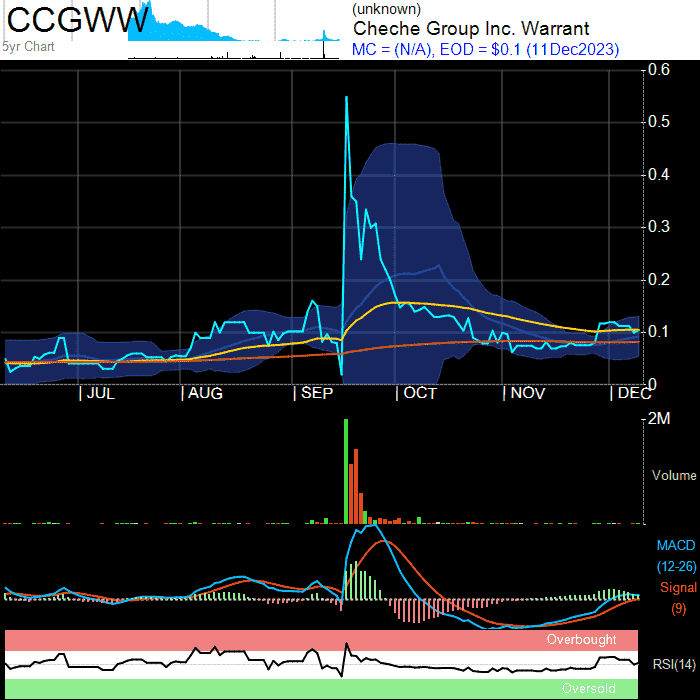 CCGWW
5yr Chart
(unknown)
Cheche Group Inc. Warrant
MC = (N/A), EOD = $0.1 (11Dec2023)
0.6
0.5
0.4
0.3
0.2
0.1
0
JUL
AUG
SEP
OCT
NOV
DEC
2M
Volume
MACD
(12-26)
Signal
(9)
Overbought
RSI(14)
Oversold